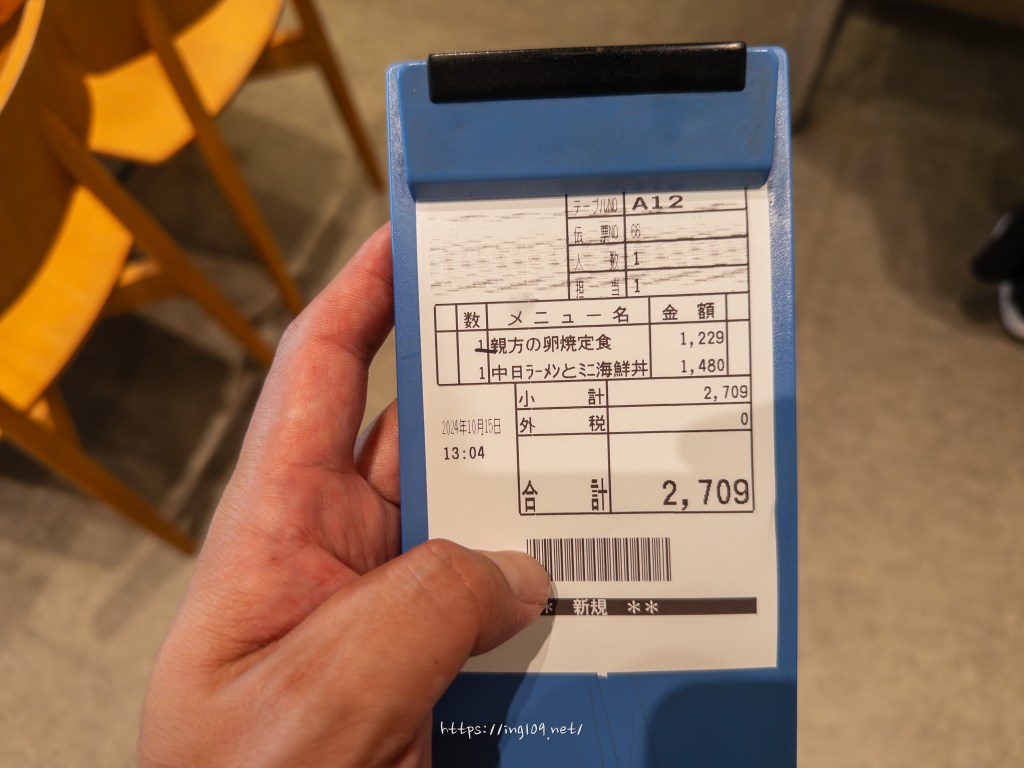 テーブルNO A12
伝票NO 68
人数 1
担当 1
数 メニュー名 金額
1 親方の卵焼定食 1,229
1 中日ラーメンとミニ海鮮丼 1,480
小計 2,709
外税 0
2024年10月15日
13:04
合計 2,709
* 新規 **
https://ing109.net/